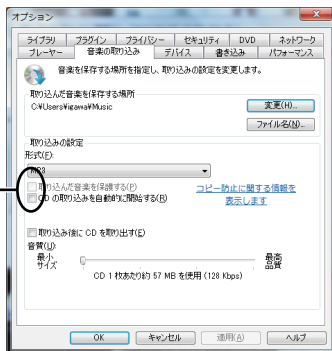 オプション
ライブラリ プラグイン プライバシー セキュリティ DVD ネットワーク
プレーヤー 音楽の取り込み デバイス 書き込み パフォーマンス
音楽を保存する場所を指定し、取り込みの設定を変更します。
取り込んだ音楽を保存する場所
C:¥Users¥igawa¥Music
変更(H)...
ファイル名(N)...
取り込みの設定
形式(F):
MP3
取り込んだ音楽を保護する(P)
コピー防止に関する情報を
CD の取り込みを自動的に開始する(R)
表示します
取り込み後に CD を取り出す(E)
音質(U):
最小
サイズ
最高
品質
CD 1 枚あたり約 57 MB を使用 (128 Kbps)
OK キャンセル 適用(A) ヘルプ